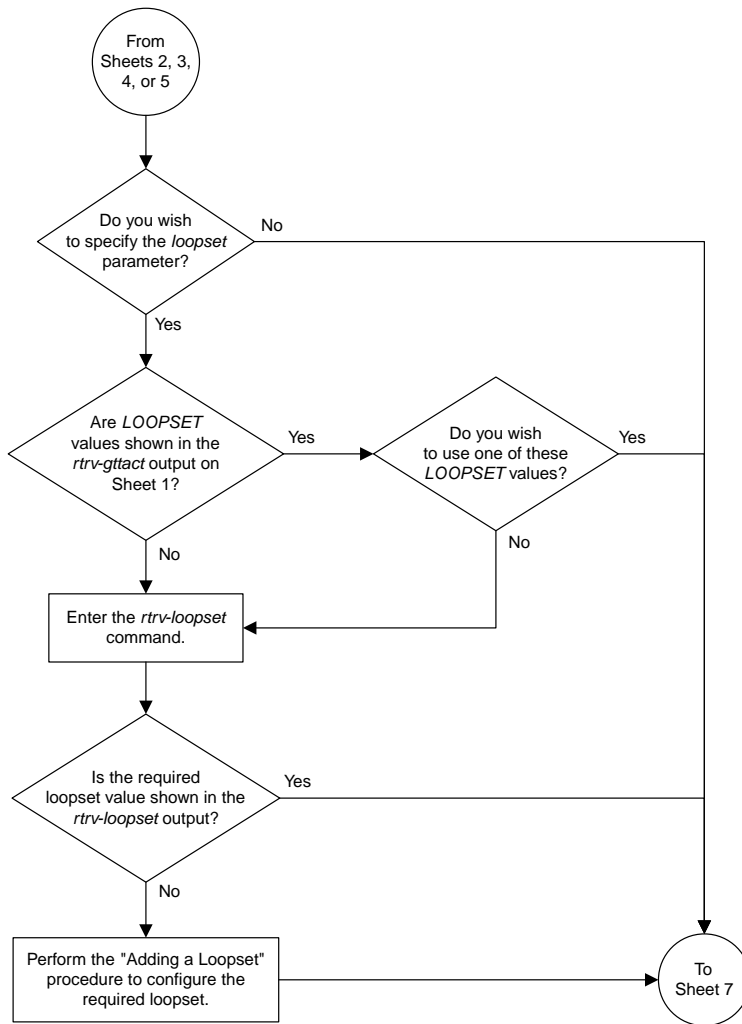 From
Sheets 2, 3,
4, or 5
Do you wish
to specify the loopset
parameter?
No
Yes
Are LOOPSET
values shown in the
rtrv-gttact output on
Sheet 1?
Yes
Do you wish
to use one of these
LOOPSET values?
Yes
No
No
Enter the rtrv-loopset
command.
Is the required
loopset value shown in the
rtrv-loopset output?
Yes
No
Perform the "Adding a Loopset"
procedure to configure the
required loopset.
To
Sheet 7